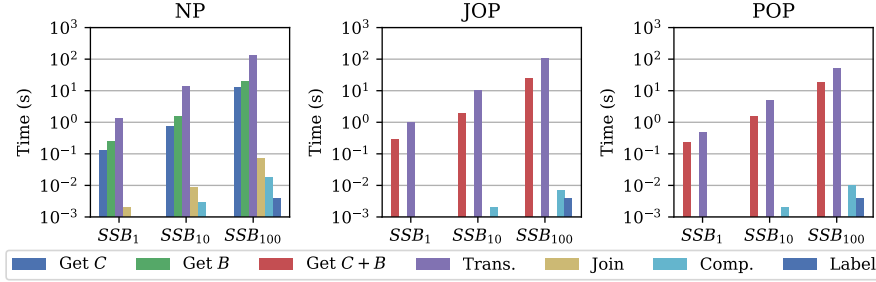 NP
JOP
POP
Time (s)
10³
10²
10¹
10⁰
10⁻¹
10⁻²
10⁻³
SSB₁ SSB₁₀ SSB₁₀₀
Time (s)
10³
10²
10¹
10⁰
10⁻¹
10⁻²
10⁻³
SSB₁ SSB₁₀ SSB₁₀₀
Time (s)
10³
10²
10¹
10⁰
10⁻¹
10⁻²
10⁻³
SSB₁ SSB₁₀ SSB₁₀₀
Get C Get B Get C + B Trans. Join Comp. Label